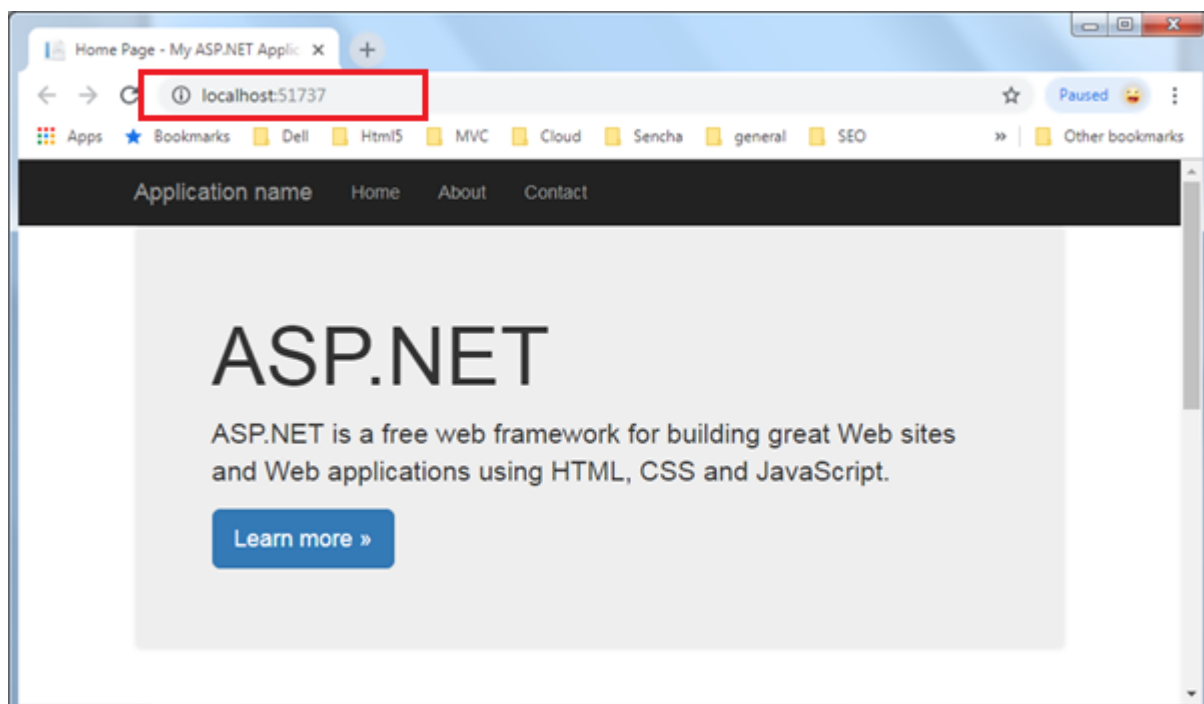 Home Page - My ASP.NET Applic
localhost:51737
Paused
Apps Bookmarks Dell Html5 MVC Cloud Sencha general SEO » Other bookmarks
Application name Home About Contact
ASP.NET
ASP.NET is a free web framework for building great Web sites
and Web applications using HTML, CSS and JavaScript.
Learn more »